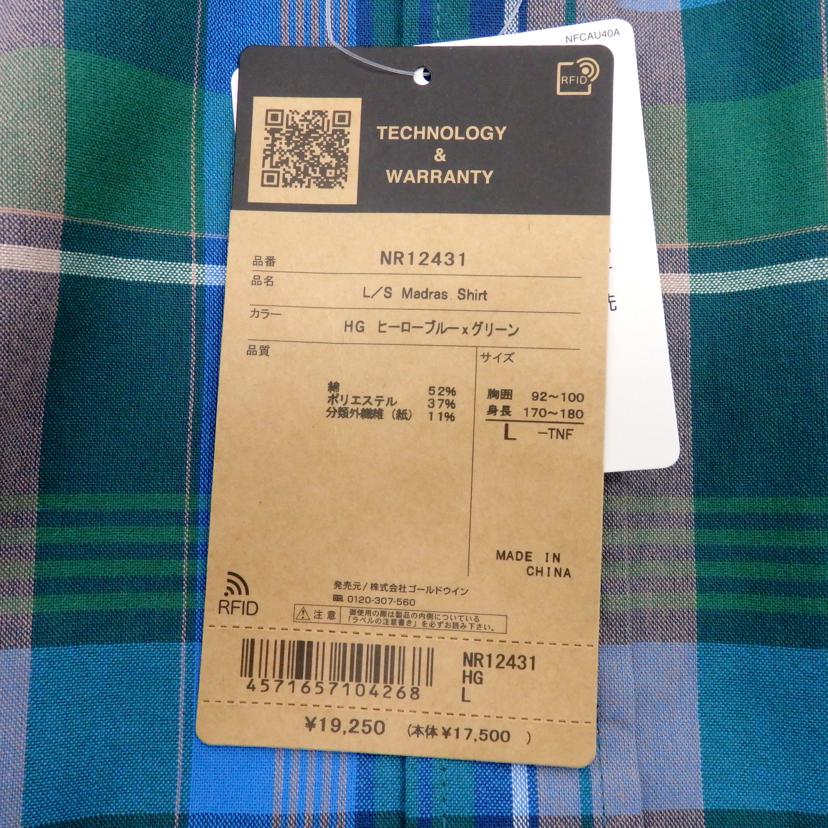 NFCAU40A
RFID
TECHNOLOGY
&
WARRANTY
品番 NR12431
品名
L/S Madras Shirt
カラー
HG ヒーローブルーxグリーン
品質
サイズ
綿 52%
ポリエステル 37%
分類外繊維(紙) 11%
胸囲 92~100
身長 170~180
L -TNF
先
MADE IN
CHINA
RFID
発売元/株式会社ゴールドウイン
0120-307-560
注意
御使用の際は製品の内側についている
「ラベルの注意書き」を必ずお読み下さい。
4571657104268
NR12431
HG
L
¥19,250 (本体¥17,500 )